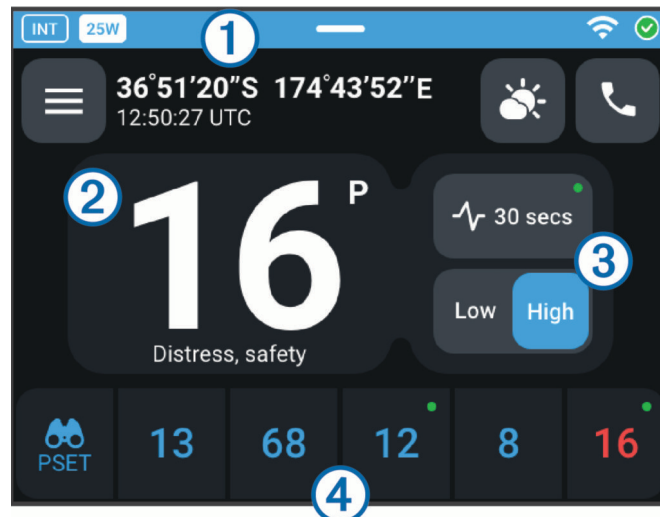 INT 25W
1
36°51'20"S 174°43'52"E
12:50:27 UTC
2
16 P
30 secs
3
Low High
Distress, safety
PSET 13 68 12 8 16
4